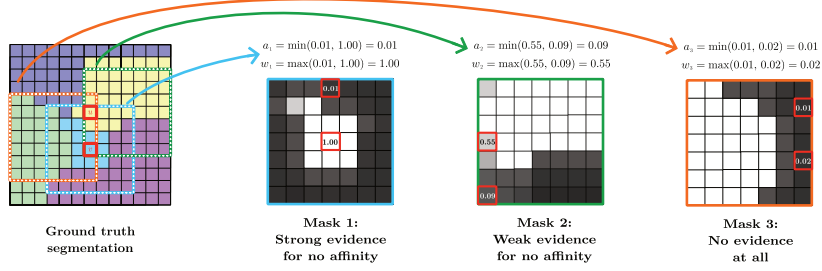 a₁ = min(0.01, 1.00) = 0.01
w₁ = max(0.01, 1.00) = 1.00
a₂ = min(0.55, 0.09) = 0.09
w₂ = max(0.55, 0.09) = 0.55
a₃ = min(0.01, 0.02) = 0.01
w₃ = max(0.01, 0.02) = 0.02
u
v
0.01
1.00
0.55
0.09
0.01
0.02
Ground truth
segmentation
Mask 1:
Strong evidence
for no affinity
Mask 2:
Weak evidence
for no affinity
Mask 3:
No evidence
at all